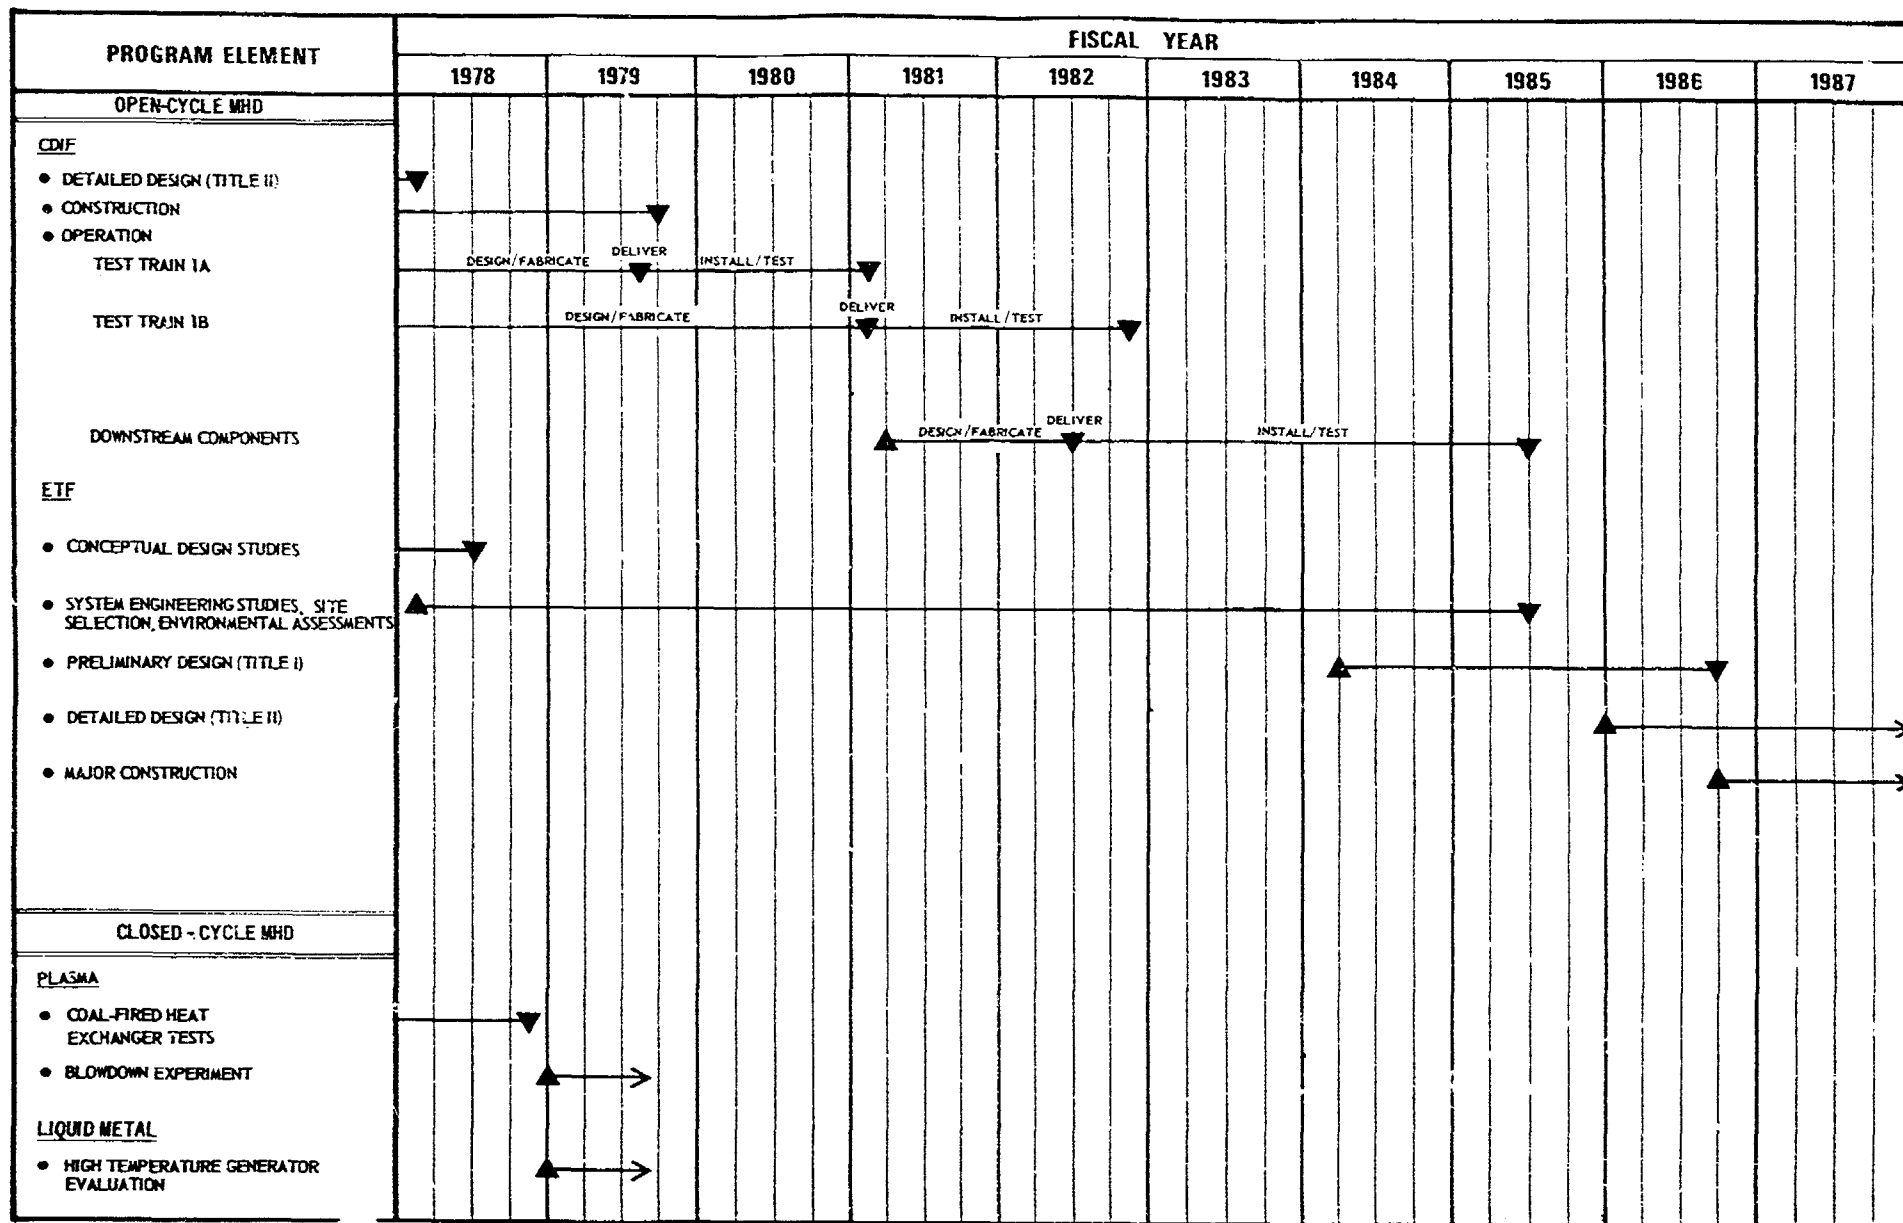 PROGRAM ELEMENT
FISCAL YEAR
1978 1979 1980 1981 1982 1983 1984 1985 1986 1987
OPEN-CYCLE MHD
CDIF
• DETAILED DESIGN (TITLE II)
• CONSTRUCTION
• OPERATION
TEST TRAIN 1A
DESIGN/FABRICATE DELIVER INSTALL/TEST
TEST TRAIN 1B
DESIGN/FABRICATE DELIVER INSTALL/TEST
DOWNSTREAM COMPONENTS
DESIGN/FABRICATE DELIVER INSTALL/TEST
ETF
• CONCEPTUAL DESIGN STUDIES
• SYSTEM ENGINEERING STUDIES, SITE
SELECTION, ENVIRONMENTAL ASSESSMENTS
• PRELIMINARY DESIGN (TITLE I)
• DETAILED DESIGN (TITLE II)
• MAJOR CONSTRUCTION
CLOSED-CYCLE MHD
PLASMA
• COAL-FIRED HEAT
EXCHANGER TESTS
• BLOWDOWN EXPERIMENT
LIQUID METAL
• HIGH TEMPERATURE GENERATOR
EVALUATION